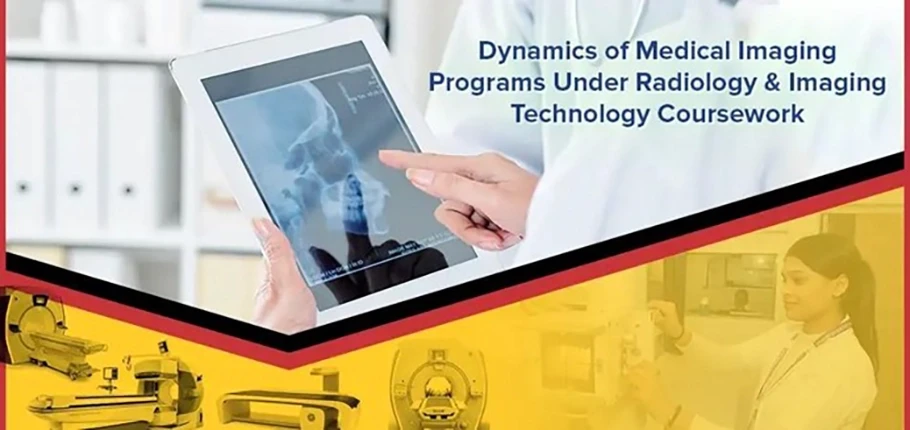 Dynamics of Medical Imaging
Programs Under Radiology & Imaging
Technology Coursework